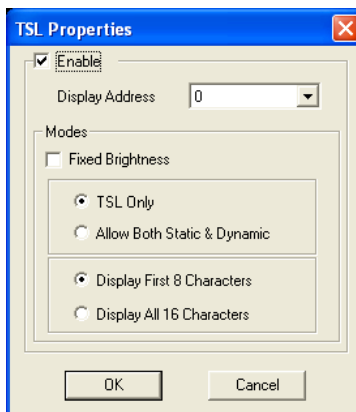 TSL Properties
Enable
Display Address 0
Modes
Fixed Brightness
TSL Only
Allow Both Static & Dynamic
Display First 8 Characters
Display All 16 Characters
OK Cancel